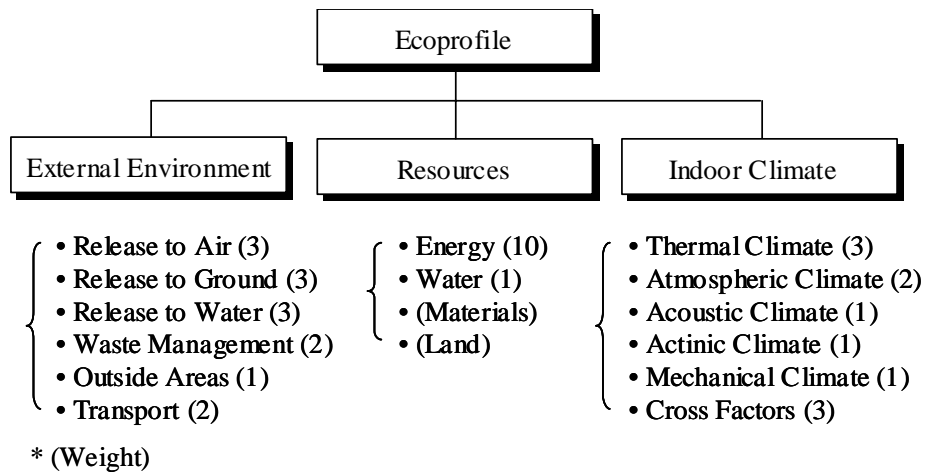 Ecoprofile
External Environment
Resources
Indoor Climate
• Release to Air (3)
• Release to Ground (3)
• Release to Water (3)
• Waste Management (2)
• Outside Areas (1)
• Transport (2)
• Energy (10)
• Water (1)
• (Materials)
• (Land)
• Thermal Climate (3)
• Atmospheric Climate (2)
• Acoustic Climate (1)
• Actinic Climate (1)
• Mechanical Climate (1)
• Cross Factors (3)
* (Weight)